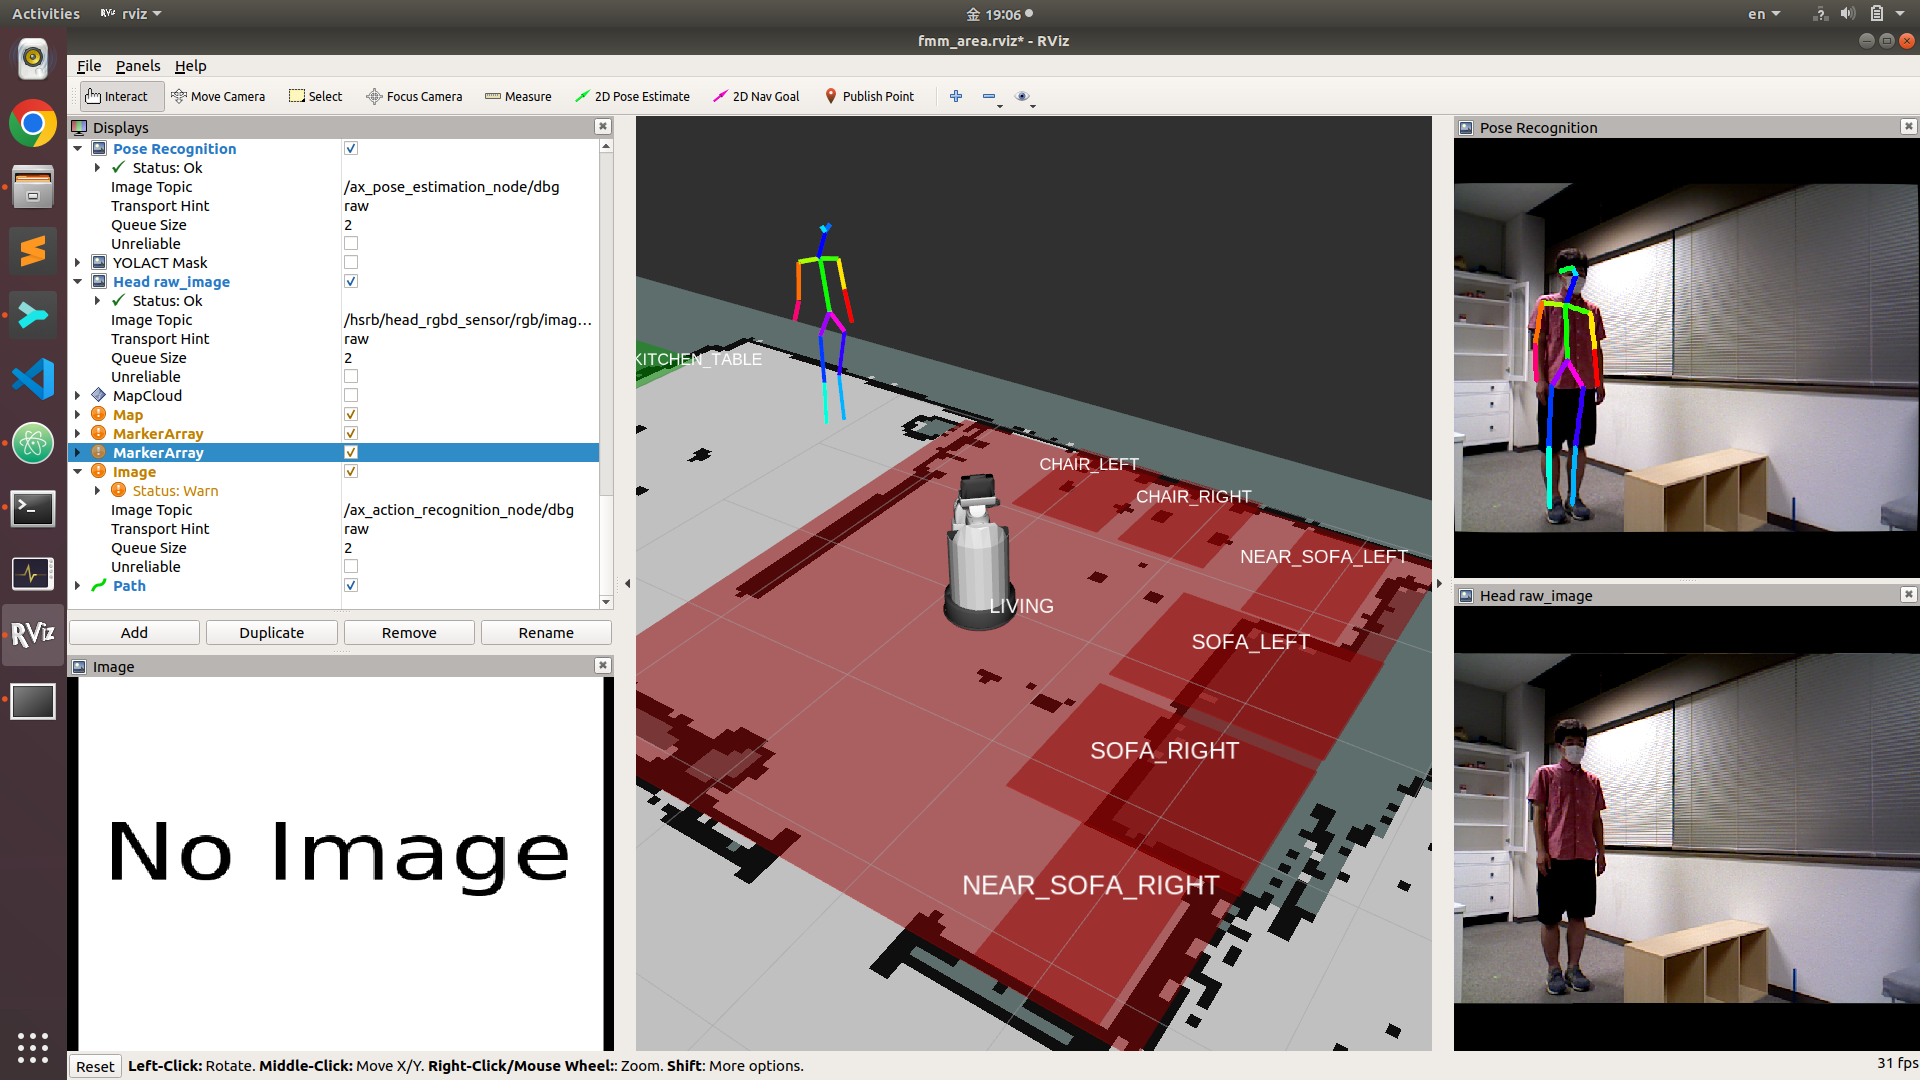 Activities
rviz
金 19:06
en
fmm_area.rviz* - RViz
File Panels Help
Interact
Move Camera
Select
Focus Camera
Measure
2D Pose Estimate
2D Nav Goal
Publish Point
Displays
Pose Recognition
Status: Ok
Image Topic /ax_pose_estimation_node/dbg
Transport Hint raw
Queue Size 2
Unreliable
YOLACT Mask
Head raw_image
Status: Ok
Image Topic /hsrb/head_rgbd_sensor/rgb/imag...
Transport Hint raw
Queue Size 2
Unreliable
MapCloud
Map
MarkerArray
MarkerArray
Image
Status: Warn
Image Topic /ax_action_recognition_node/dbg
Transport Hint raw
Queue Size 2
Unreliable
Path
Add Duplicate Remove Rename
Image
No Image
KITCHEN_TABLE
CHAIR_LEFT
CHAIR_RIGHT
NEAR_SOFA_LEFT
LIVING
SOFA_LEFT
SOFA_RIGHT
NEAR_SOFA_RIGHT
Pose Recognition
Head raw_image
RViz
Reset
Left-Click: Rotate. Middle-Click: Move X/Y. Right-Click/Mouse Wheel:: Zoom. Shift: More options.
31 fps